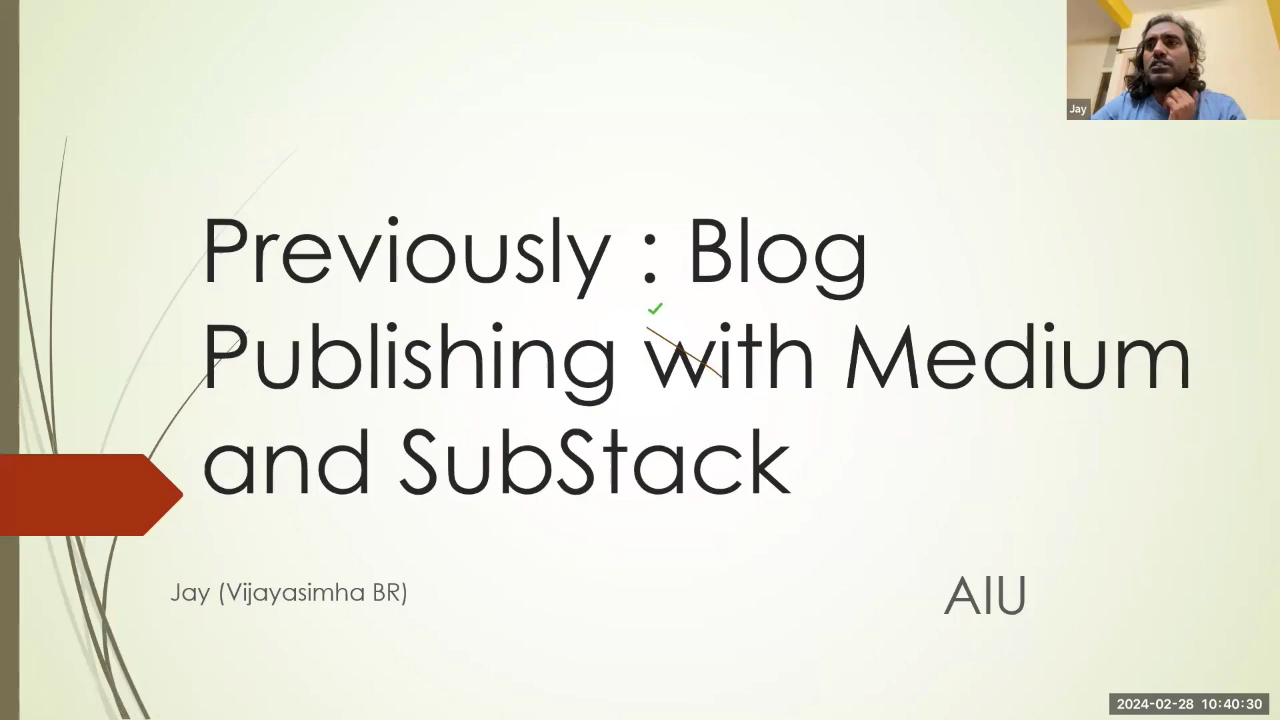 Jay
Previously : Blog
Publishing with Medium
and SubStack
Jay (Vijayasimha BR)
AIU
2024-02-28 10:40:30